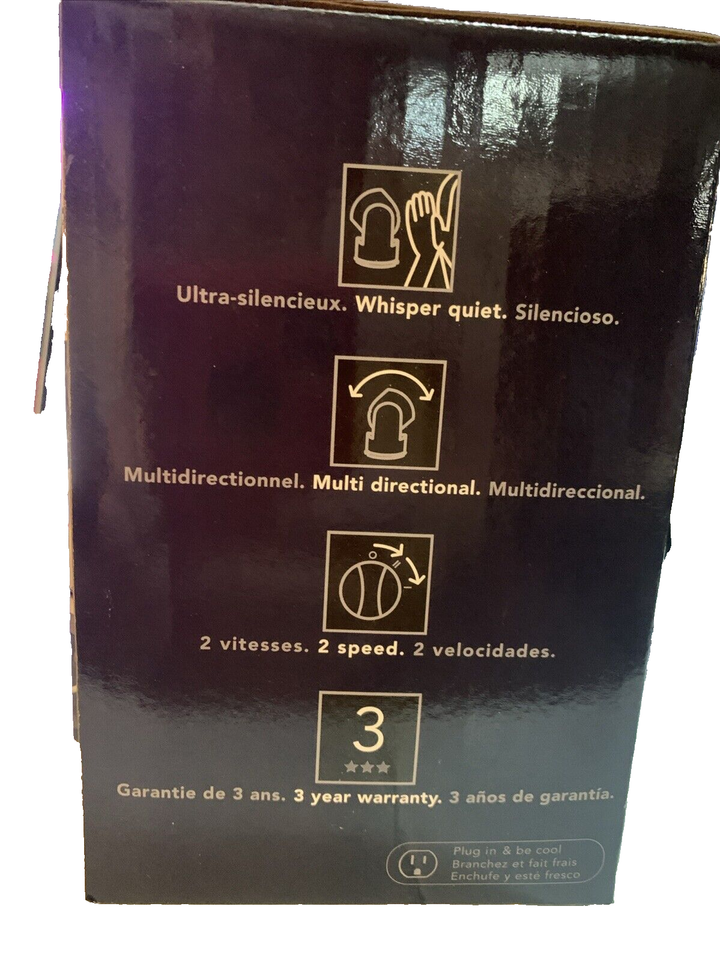 Ultra-silencieux. Whisper quiet. Silencioso.
Multidirectionnel. Multi directional. Multidireccional.
O
II
I
2 vitesses. 2 speed. 2 velocidades.
3
Garantie de 3 ans. 3 year warranty. 3 años de garantía.
Plug in & be cool
Branchez et fait frais
Enchufe y esté fresco